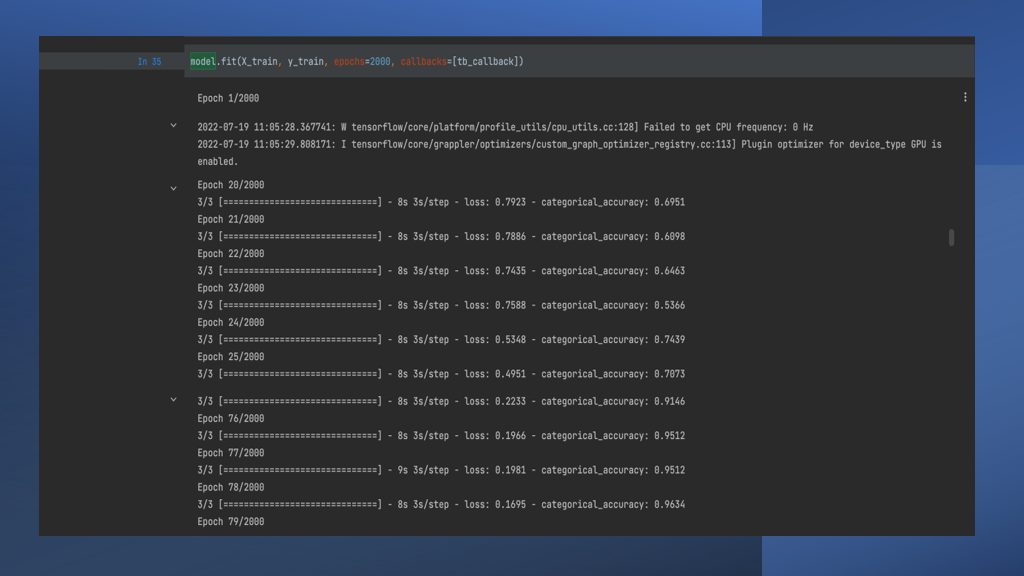 In 35
model.fit(X_train, y_train, epochs=2000, callbacks=[tb_callback])
Epoch 1/2000
2022-07-19 11:05:28.367741: W tensorflow/core/platform/profile_utils/cpu_utils.cc:128] Failed to get CPU frequency: 0 Hz
2022-07-19 11:05:29.808171: I tensorflow/core/grappler/optimizers/custom_graph_optimizer_registry.cc:113] Plugin optimizer for device_type GPU is
enabled.
Epoch 20/2000
3/3 [==============================] - 8s 3s/step - loss: 0.7923 - categorical_accuracy: 0.6951
Epoch 21/2000
3/3 [==============================] - 8s 3s/step - loss: 0.7886 - categorical_accuracy: 0.6098
Epoch 22/2000
3/3 [==============================] - 8s 3s/step - loss: 0.7435 - categorical_accuracy: 0.6463
Epoch 23/2000
3/3 [==============================] - 8s 3s/step - loss: 0.7588 - categorical_accuracy: 0.5366
Epoch 24/2000
3/3 [==============================] - 8s 3s/step - loss: 0.5348 - categorical_accuracy: 0.7439
Epoch 25/2000
3/3 [==============================] - 8s 3s/step - loss: 0.4951 - categorical_accuracy: 0.7073
3/3 [==============================] - 8s 3s/step - loss: 0.2233 - categorical_accuracy: 0.9146
Epoch 76/2000
3/3 [==============================] - 8s 3s/step - loss: 0.1966 - categorical_accuracy: 0.9512
Epoch 77/2000
3/3 [==============================] - 9s 3s/step - loss: 0.1981 - categorical_accuracy: 0.9512
Epoch 78/2000
3/3 [==============================] - 8s 3s/step - loss: 0.1695 - categorical_accuracy: 0.9634
Epoch 79/2000